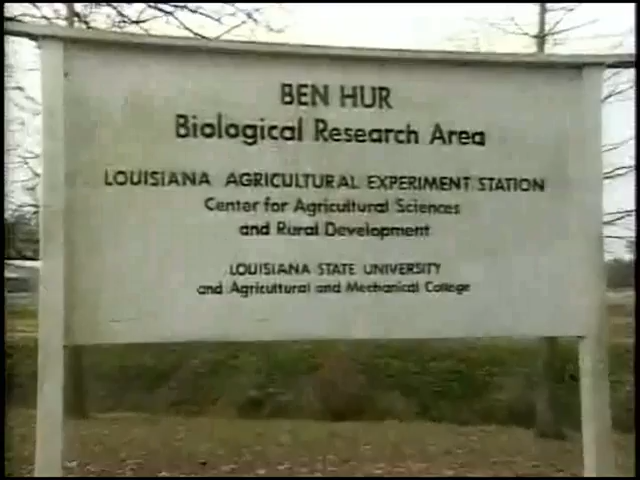 BEN HUR
Biological Research Area
LOUISIANA AGRICULTURAL EXPERIMENT STATION
Center for Agricultural Sciences
and Rural Development
LOUISIANA STATE UNIVERSITY
and Agricultural and Mechanical College